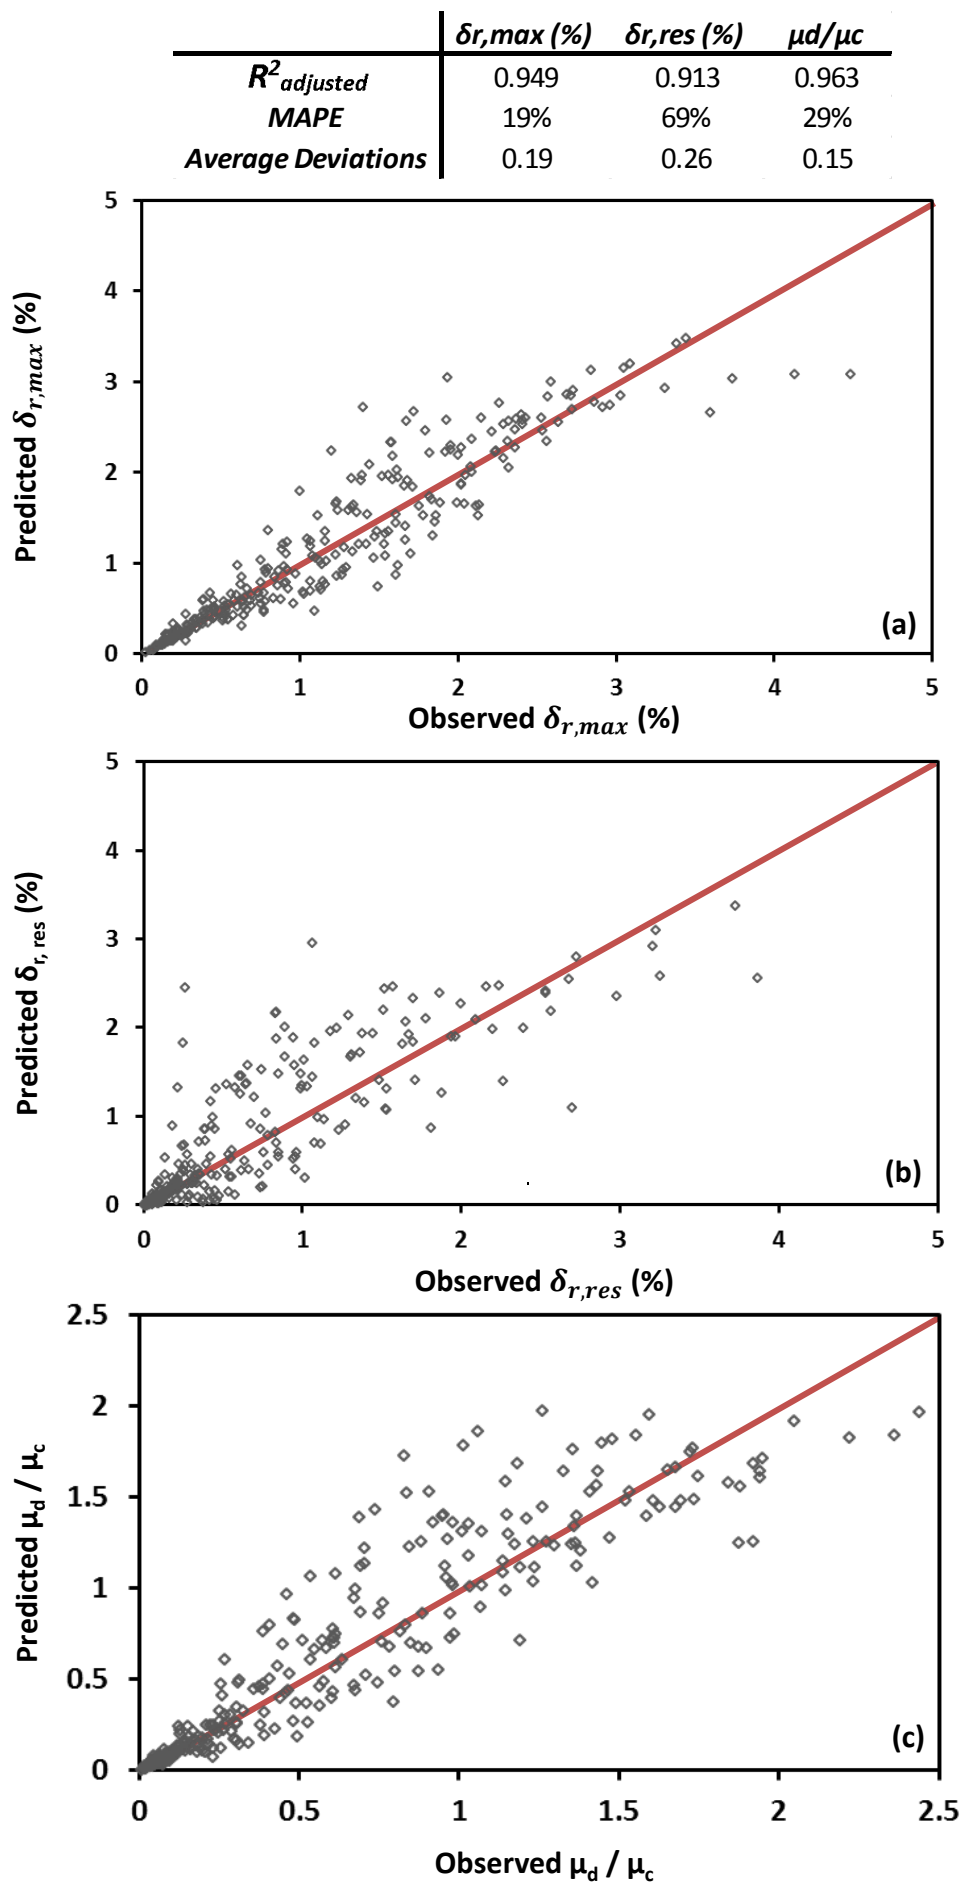 δr,max (%) δr,res (%) μd/μc
R²adjusted 0.949 0.913 0.963
MAPE 19% 69% 29%
Average Deviations 0.19 0.26 0.15
5
4
3
2
1
0
Predicted δr,max (%)
(a)
0 1 2 3 4 5
Observed δr,max (%)
5
4
3
2
1
0
Predicted δr, res (%)
(b)
0 1 2 3 4 5
Observed δr,res (%)
2.5
2
1.5
1
0.5
0
Predicted μd / μc
(c)
0 0.5 1 1.5 2 2.5
Observed μd / μc